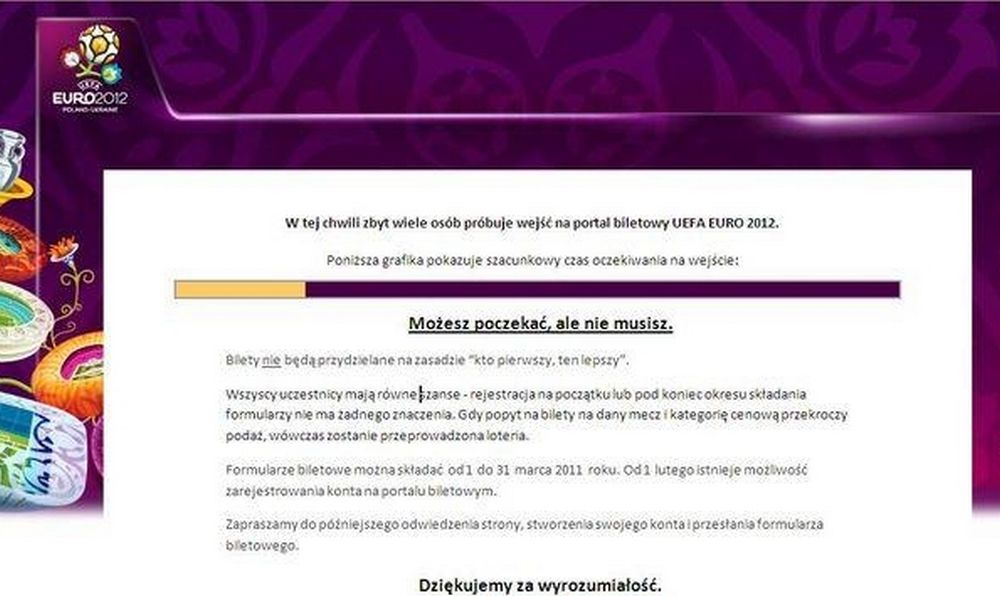 UEFA
EURO2012
POLAND-UKRAINE
W tej chwili zbyt wiele osób próbuje wejść na portal biletowy UEFA EURO 2012.
Poniższa grafika pokazuje szacunkowy czas oczekiwania na wejście:
Możesz poczekać, ale nie musisz.
Bilety nie będą przydzielane na zasadzie "kto pierwszy, ten lepszy".
Wszyscy uczestnicy mają równe szanse - rejestracja na początku lub pod koniec okresu składania
formularzy nie ma żadnego znaczenia. Gdy popyt na bilety na dany mecz i kategorię cenową przekroczy
podaż, wówczas zostanie przeprowadzona loteria.
Formularze biletowe można składać od 1 do 31 marca 2011 roku. Od 1 lutego istnieje możliwość
zarejestrowania konta na portalu biletowym.
Zapraszamy do późniejszego odwiedzenia strony, stworzenia swojego konta i przesłania formularza
biletowego.
Dziękujemy za wyrozumiałość.